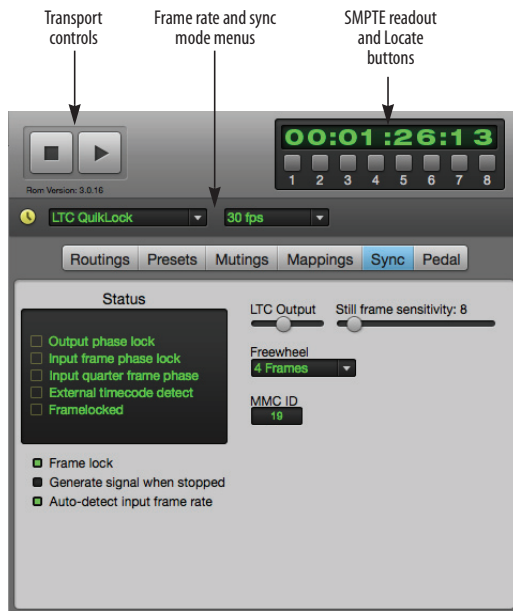 Transport
controls
Frame rate and sync
mode menus
SMPTE readout
and Locate
buttons
00:01:26:13
1 2 3 4 5 6 7 8
Rom Version: 3.0.16
LTC QuikLock
30 fps
Routings Presets Mutings Mappings Sync Pedal
Status
Output phase lock
Input frame phase lock
Input quarter frame phase
External timecode detect
Framelocked
Frame lock
Generate signal when stopped
Auto-detect input frame rate
LTC Output
Still frame sensitivity: 8
Freewheel
4 Frames
MMC ID
19